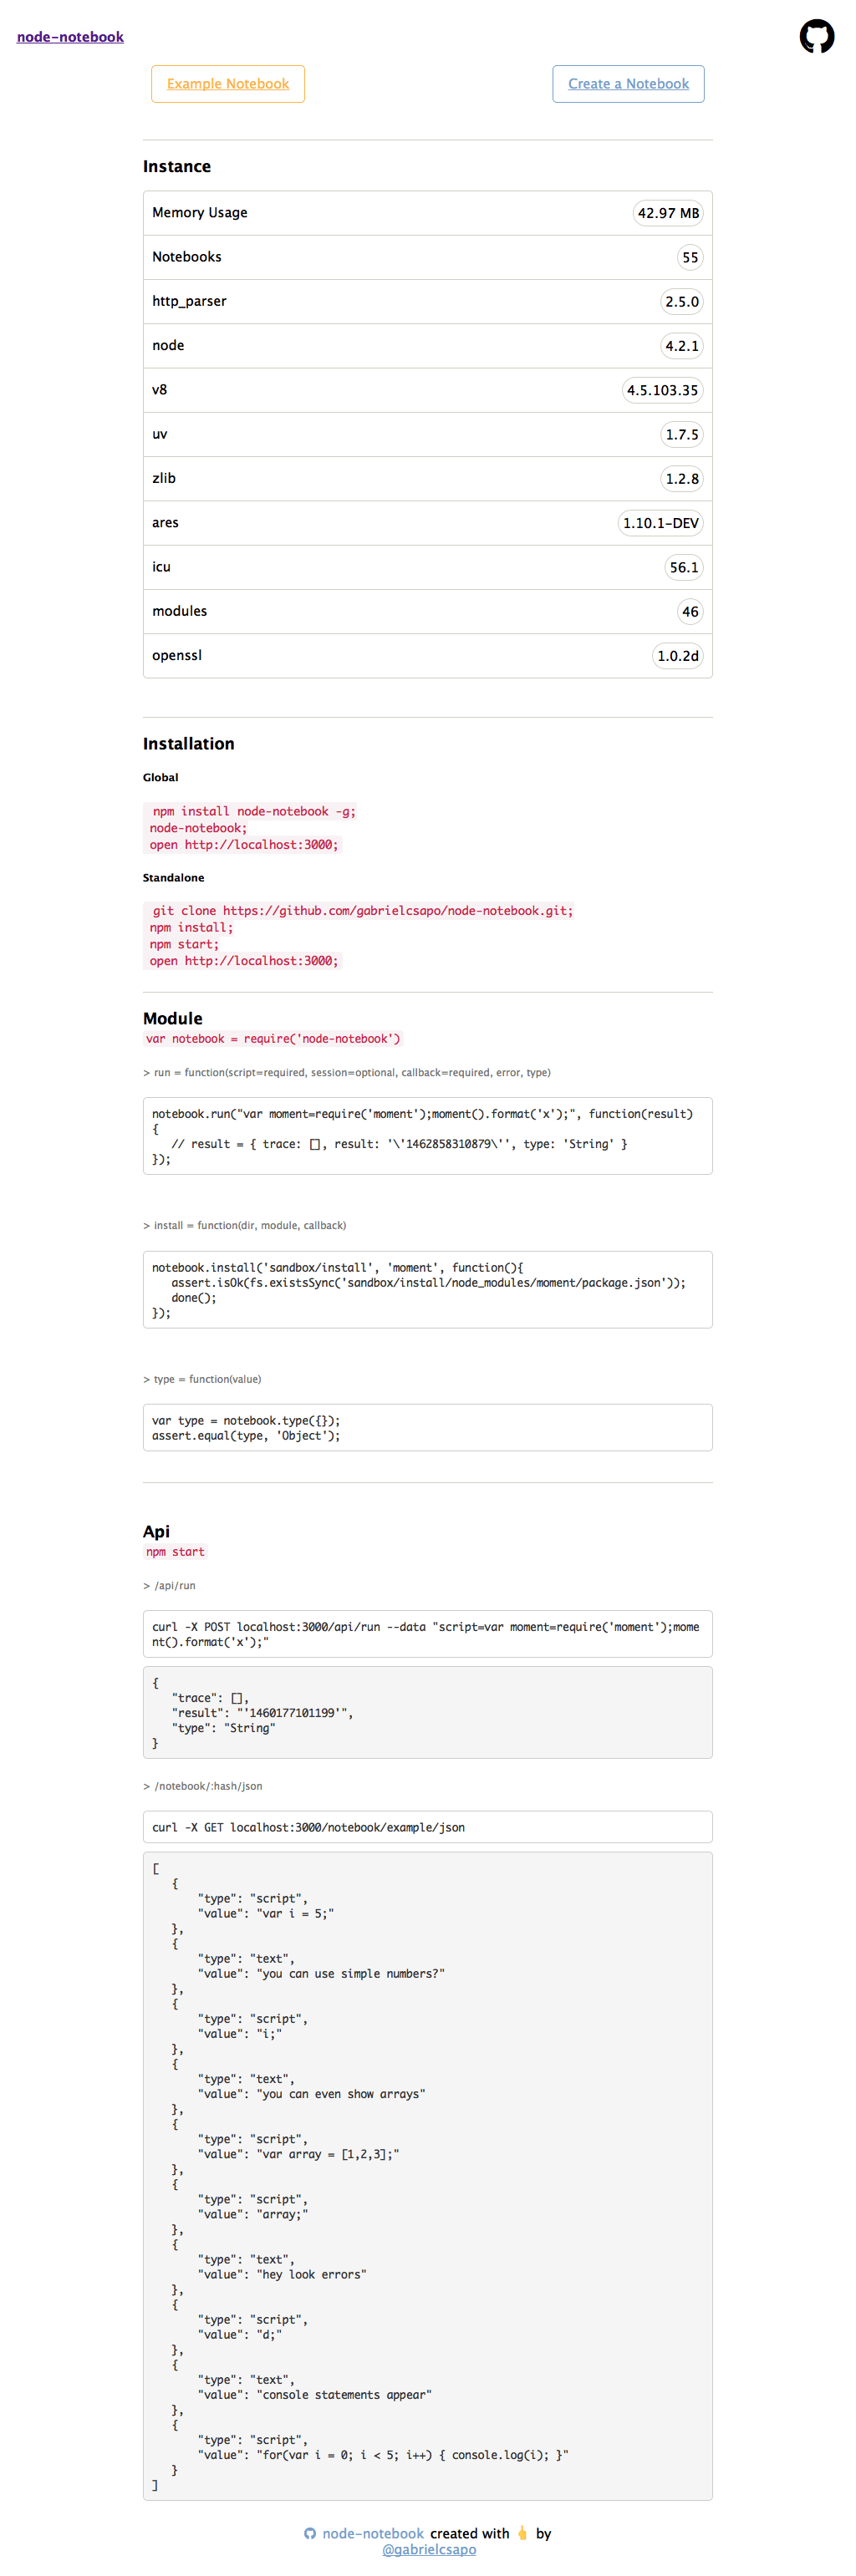 node-notebook
Example Notebook
Create a Notebook
Instance
Memory Usage 42.97 MB
Notebooks 55
http_parser 2.5.0
node 4.2.1
v8 4.5.103.35
uv 1.7.5
zlib 1.2.8
ares 1.10.1-DEV
icu 56.1
modules 46
openssl 1.0.2d
Installation
Global
npm install node-notebook -g;
node-notebook;
open http://localhost:3000;
Standalone
git clone https://github.com/gabrielcsapo/node-notebook.git;
npm install;
npm start;
open http://localhost:3000;
Module
var notebook = require('node-notebook')
> run = function(script=required, session=optional, callback=required, error, type)
notebook.run("var moment=require('moment');moment().format('x');", function(result)
{
// result = { trace: [], result: '\'1462858310879\'', type: 'String' }
});
> install = function(dir, module, callback)
notebook.install('sandbox/install', 'moment', function(){
assert.isOk(fs.existsSync('sandbox/install/node_modules/moment/package.json'));
done();
});
> type = function(value)
var type = notebook.type({});
assert.equal(type, 'Object');
Api
npm start
> /api/run
curl -X POST localhost:3000/api/run --data "script=var moment=require('moment');mome
nt().format('x');"
{
"trace": [],
"result": "'1460177101199'",
"type": "String"
}
> /notebook/:hash/json
curl -X GET localhost:3000/notebook/example/json
[
{
"type": "script",
"value": "var i = 5;"
},
{
"type": "text",
"value": "you can use simple numbers?"
},
{
"type": "script",
"value": "i;"
},
{
"type": "text",
"value": "you can even show arrays"
},
{
"type": "script",
"value": "var array = [1,2,3];"
},
{
"type": "script",
"value": "array;"
},
{
"type": "text",
"value": "hey look errors"
},
{
"type": "script",
"value": "d;"
},
{
"type": "text",
"value": "console statements appear"
},
{
"type": "script",
"value": "for(var i = 0; i < 5; i++) { console.log(i); }"
}
]
node-notebook created with 👆 by
@gabrielcsapo